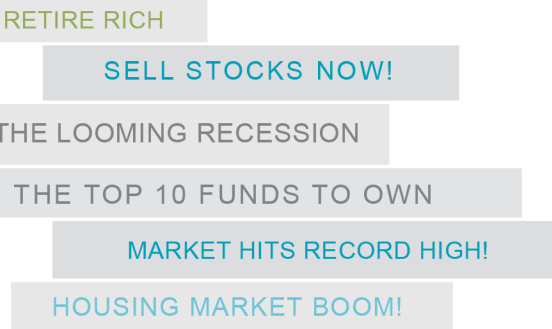 RETIRE RICH
SELL STOCKS NOW!
THE LOOMING RECESSION
THE TOP 10 FUNDS TO OWN
MARKET HITS RECORD HIGH!
HOUSING MARKET BOOM!